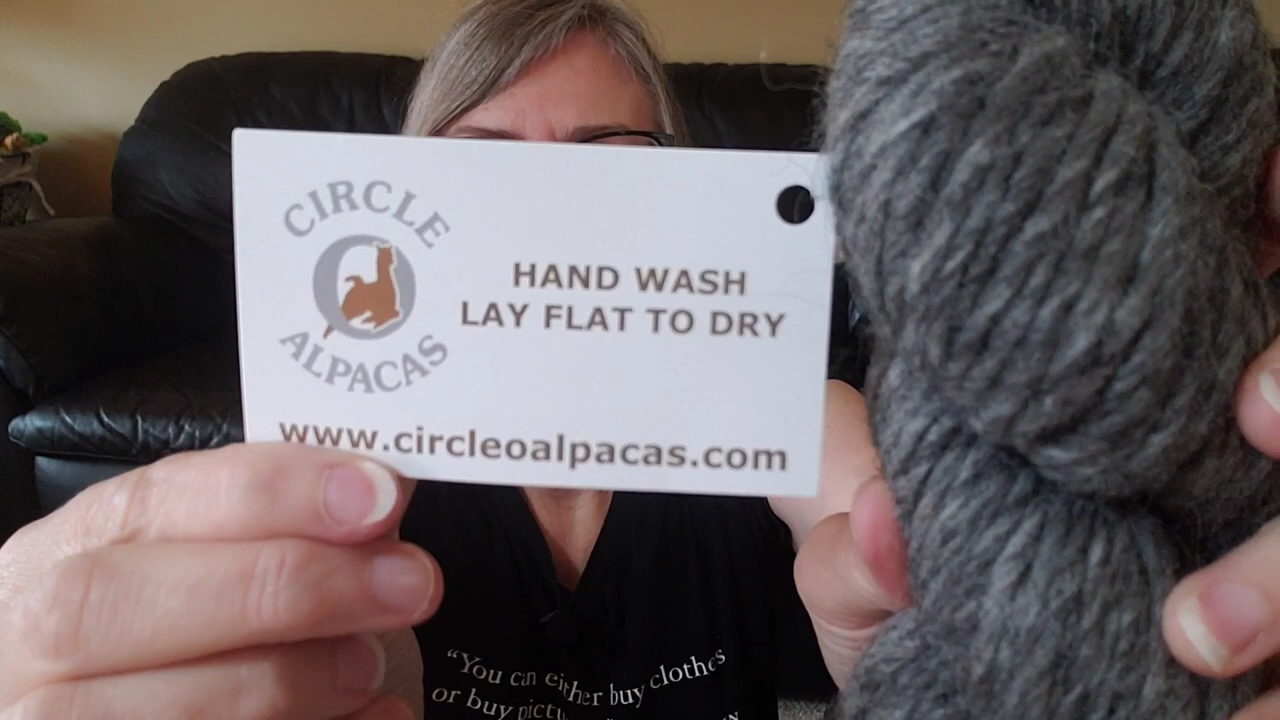 CIRCLE
O
ALPACAS
HAND WASH
LAY FLAT TO DRY
www.circleoalpacas.com
“You can either buy clothes
or buy